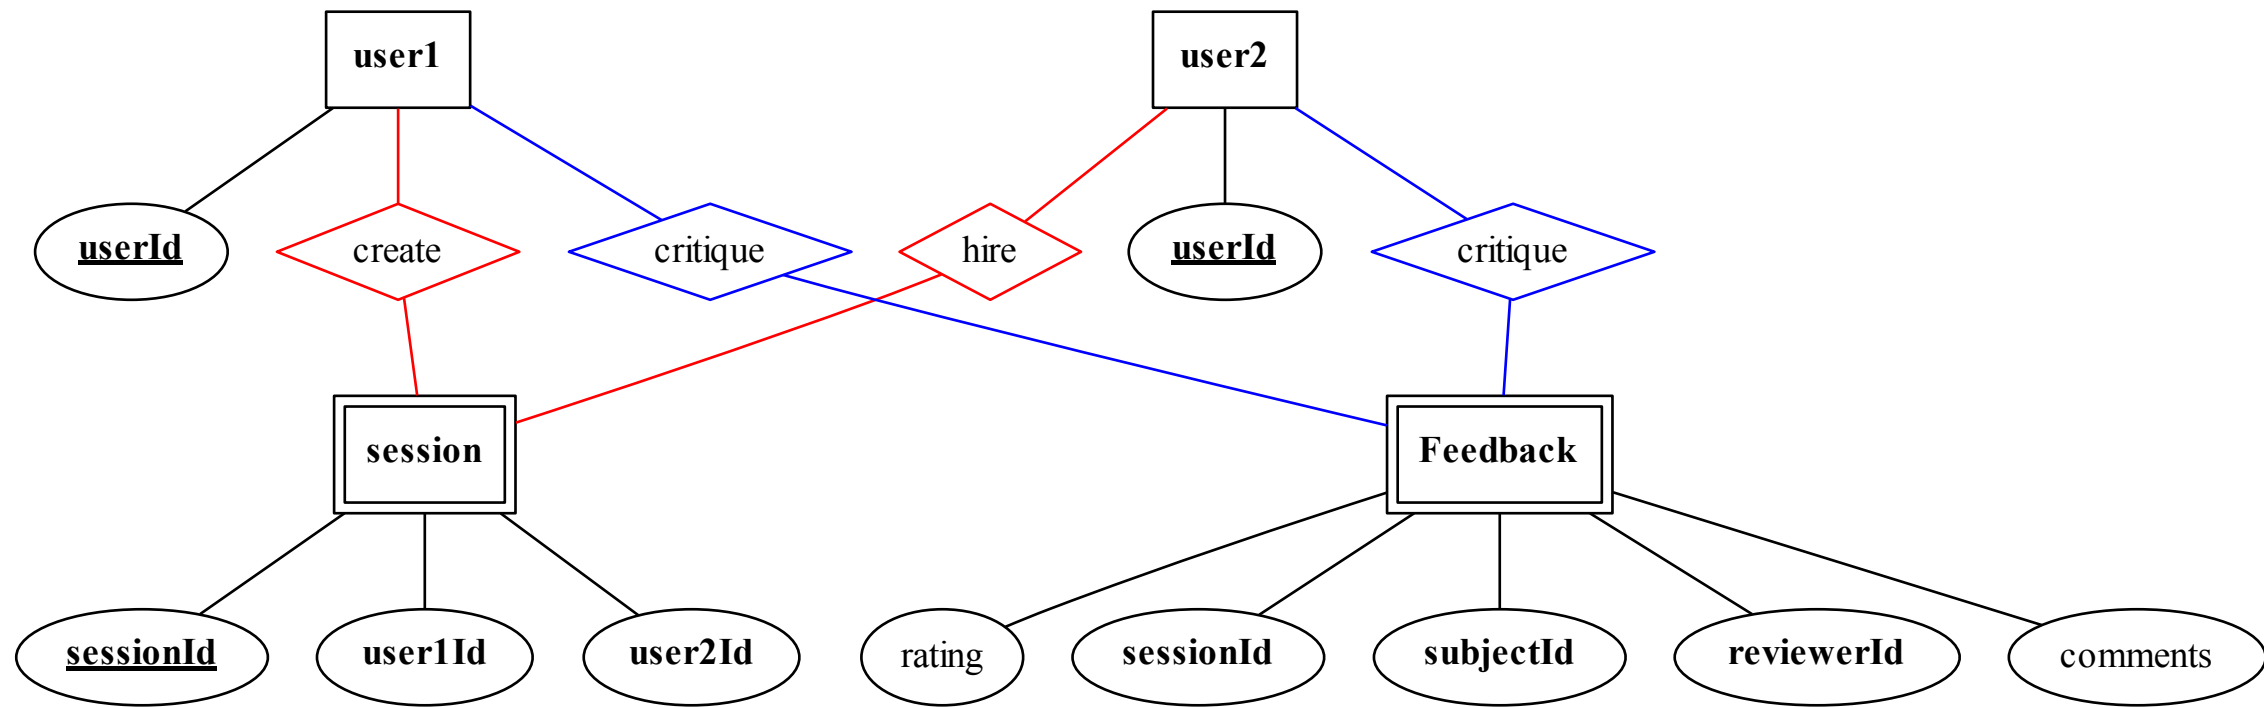 user1
user2
userId
create
critique
hire
userId
critique
session
Feedback
sessionId
user1Id
user2Id
rating
sessionId
subjectId
reviewerId
comments